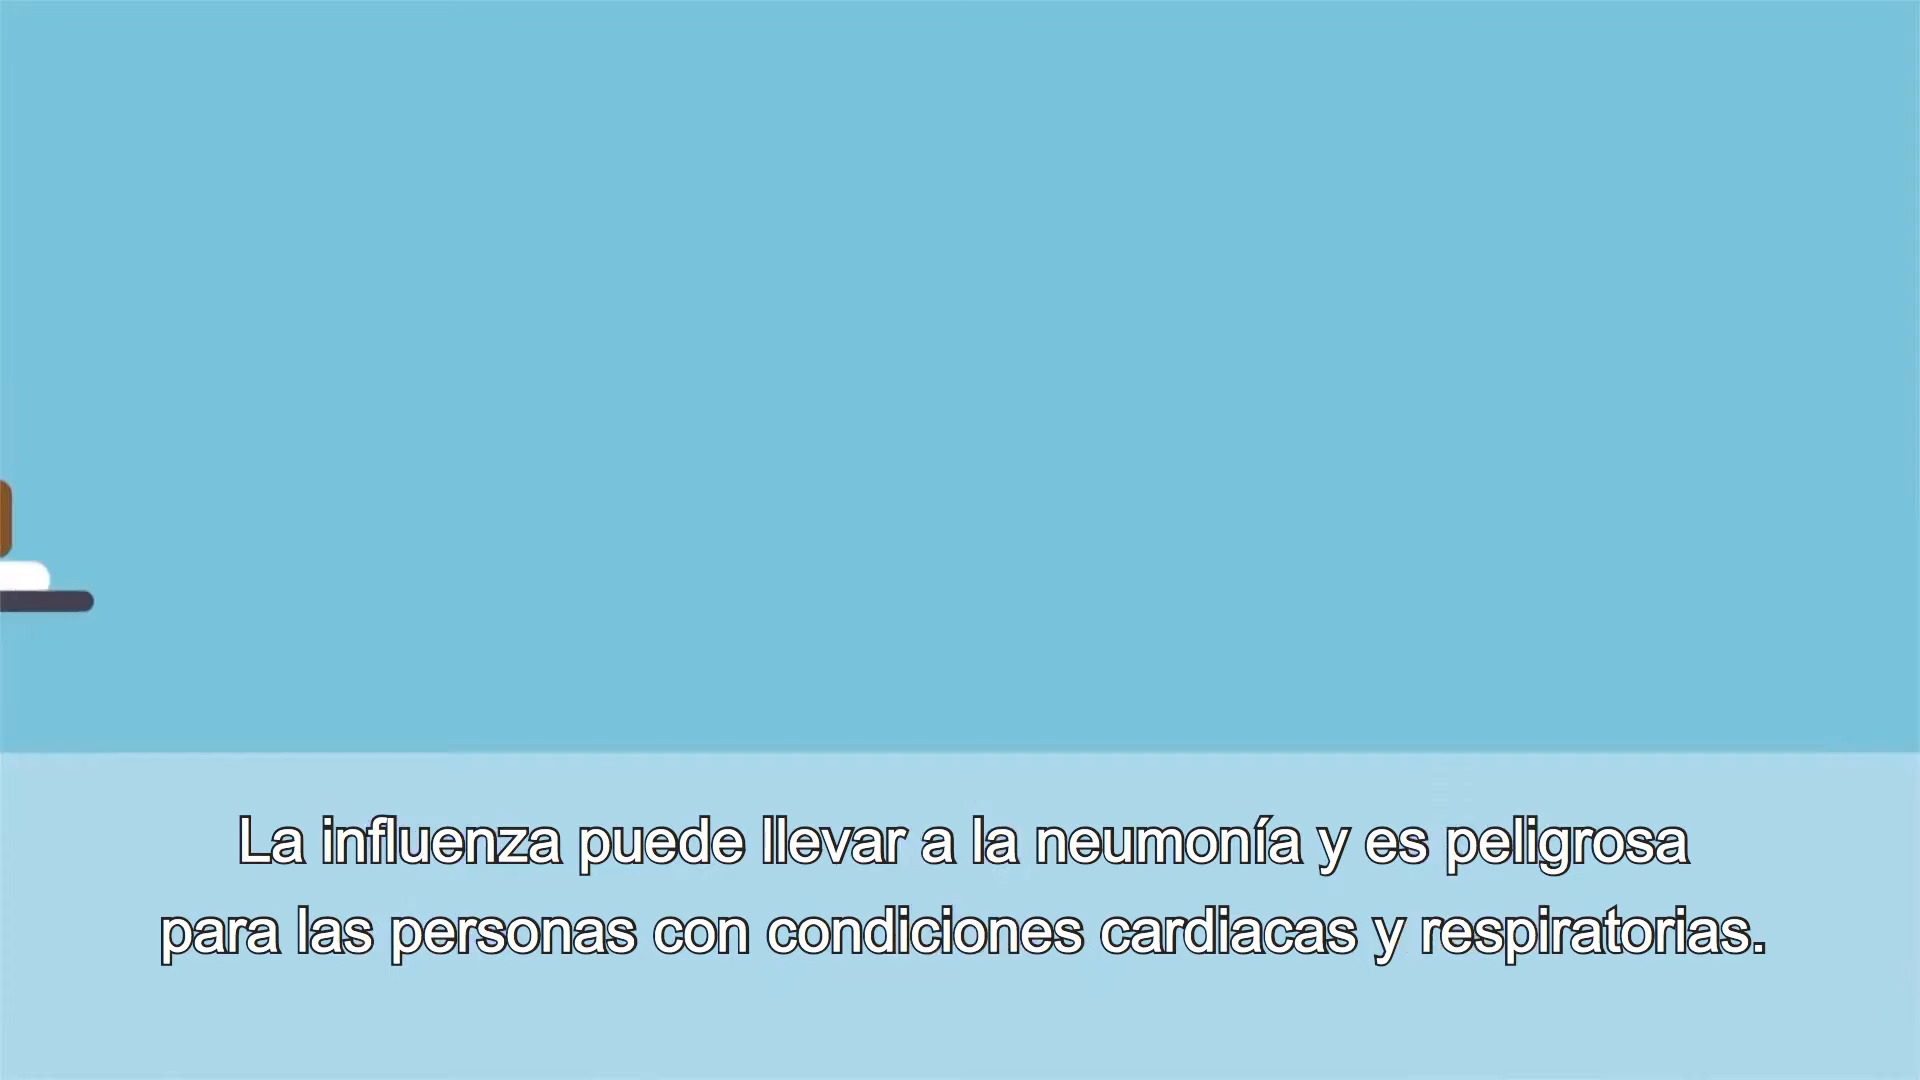 La influenza puede llevar a la neumonía y es peligrosa
para las personas con condiciones cardiacas y respiratorias.